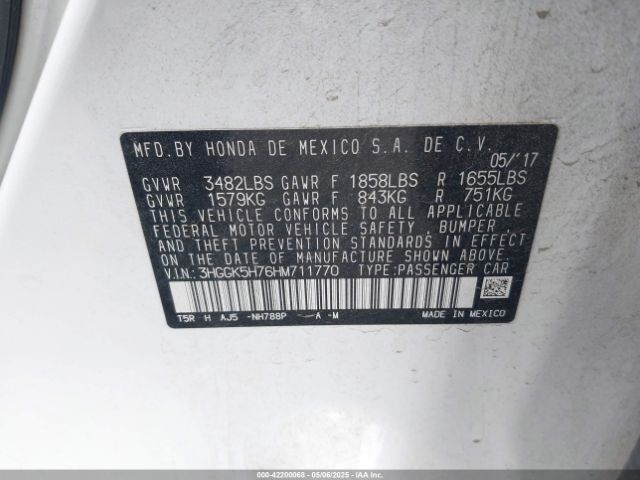 MFD.BY HONDA DE MEXICO S.A. DE C.V.
05/'17
GVWR 3482LBS GAWR F 1858LBS R 1655LBS
GVWR 1579KG GAWR F 843KG R 751KG
THIS VEHICLE CONFORMS TO ALL APPLICABLE
FEDERAL MOTOR VEHICLE SAFETY, BUMPER, AND
THEFT PREVENTION STANDARDS IN EFFECT
ON THE DATE OF MANUFACTURE SHOWN ABOVE.
V.I.N.: 3HGGK5H76HM711770 TYPE: PASSENGER CAR
T5R H AJ5 -NH788P -A -M MADE IN MEXICO
000-42200068 - 05/06/2025 - IAAI.COM